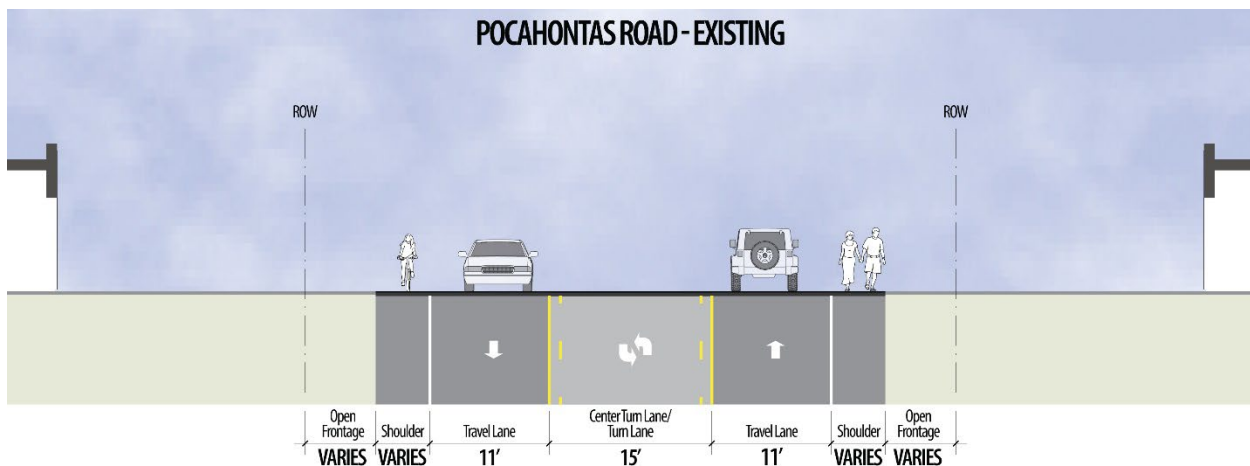 POCAHONTAS ROAD - EXISTING
ROW
ROW
Open
Frontage
VARIES
Shoulder
VARIES
Travel Lane
11'
Center Turn Lane/
Turn Lane
15'
Travel Lane
11'
Shoulder
VARIES
Open
Frontage
VARIES